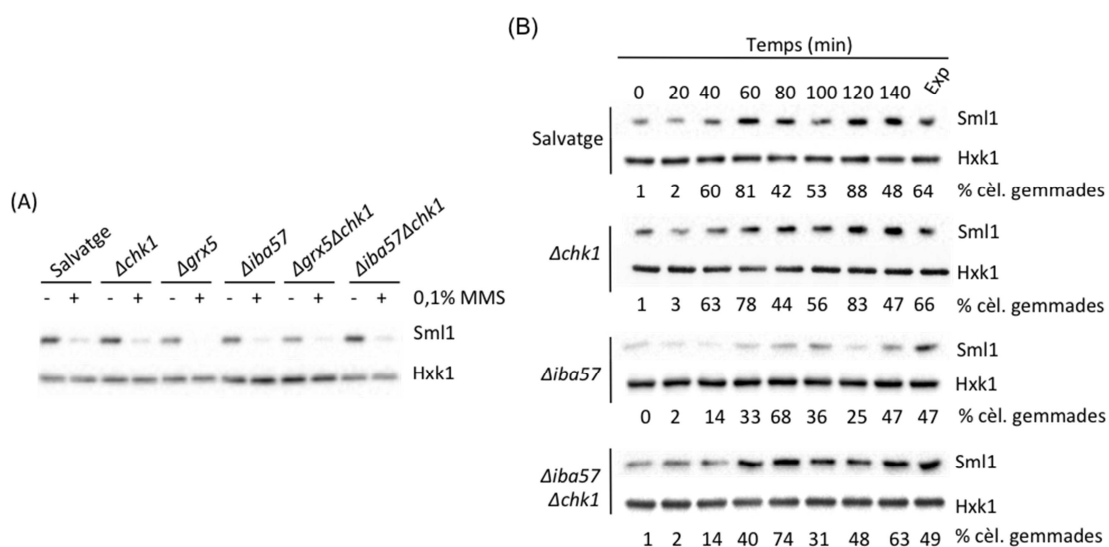 (A)
Salvatge Δchk1 Δgrx5 Δiba57 Δgrx5Δchk1 Δiba57Δchk1
- + - + - + - + - + - + 0,1% MMS
Sml1
Hxk1
(B)
Temps (min)
0 20 40 60 80 100 120 140 Exp
Salvatge
Sml1
Hxk1
1 2 60 81 42 53 88 48 64 % cèl. gemmades
Δchk1
Sml1
Hxk1
1 3 63 78 44 56 83 47 66 % cèl. gemmades
Δiba57
Sml1
Hxk1
0 2 14 33 68 36 25 47 47 % cèl. gemmades
Δiba57
Δchk1
Sml1
Hxk1
1 2 14 40 74 31 48 63 49 % cèl. gemmades